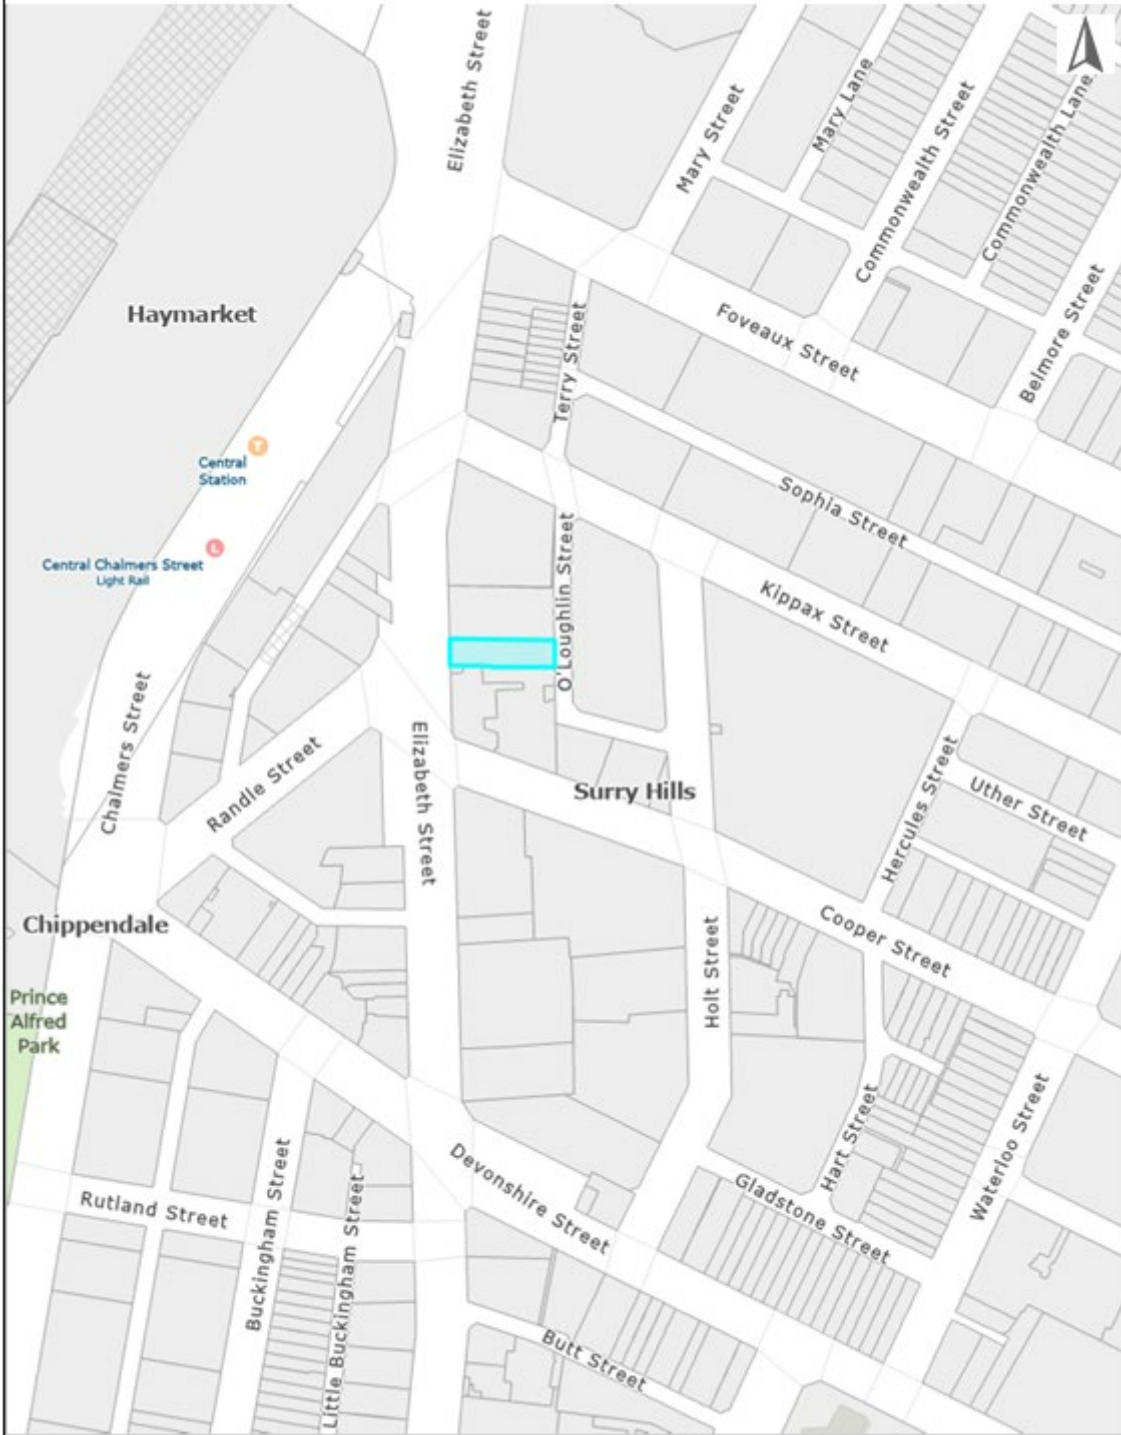 Elizabeth Street
Mary Street
Mary Lane
Commonwealth Street
Commonwealth Lane
Belmore Street
Haymarket
Foveaux Street
Terry Street
T
Central
Station
Sophia Street
L
Central Chalmers Street
Light Rail
O'Loughlin Street
Kippax Street
Chalmers Street
Randle Street
Elizabeth Street
Surry Hills
Hercules Street
Uther Street
Chippendale
Cooper Street
Holt Street
Prince
Alfred
Park
Hart Street
Waterloo Street
Devonshire Street
Gladstone Street
Rutland Street
Buckingham Street
Little Buckingham Street
Butt Street